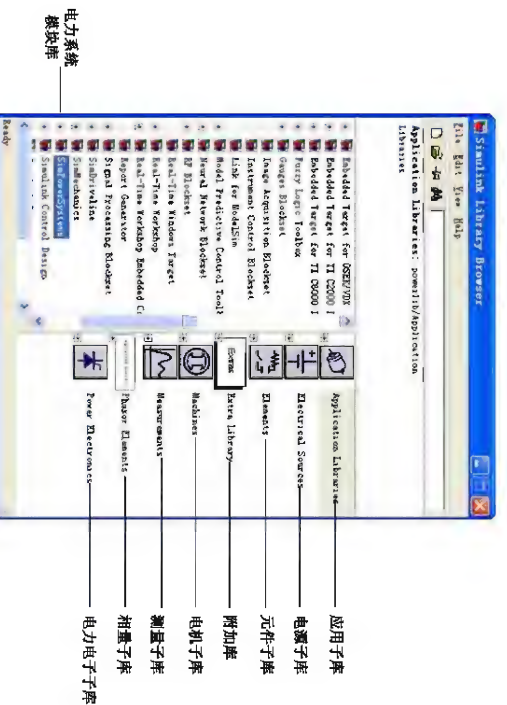 Simulink Library Browser
File Edit View Help
Application Libraries: powerlib/Application
Libraries
Embedded Target for OSEK/VDX
Embedded Target for TI C2000 I
Embedded Target for TI C6000 I
Fuzzy Logic Toolbox
Gauges Blockset
Image Acquisition Blockset
Instrument Control Blockset
Link for ModelSim
Model Predictive Control Toolb
Neural Network Blockset
RF Blockset
Real-Time Windows Target
Real-Time Workshop
Real-Time Workshop Embedded C
Report Generator
Signal Processing Blockset
SimDriveline
SimMechanics
SimPowerSystems
Simulink Control Design
Application Libraries
Electrical Sources
Elements
Extras
Extra Library
Machines
Measurements
Phasor Elements
Power Electronics
Ready
电力系统
模块库
应用子库
电源子库
元件子库
附加库
电机子库
测量子库
相量子库
电力电子子库